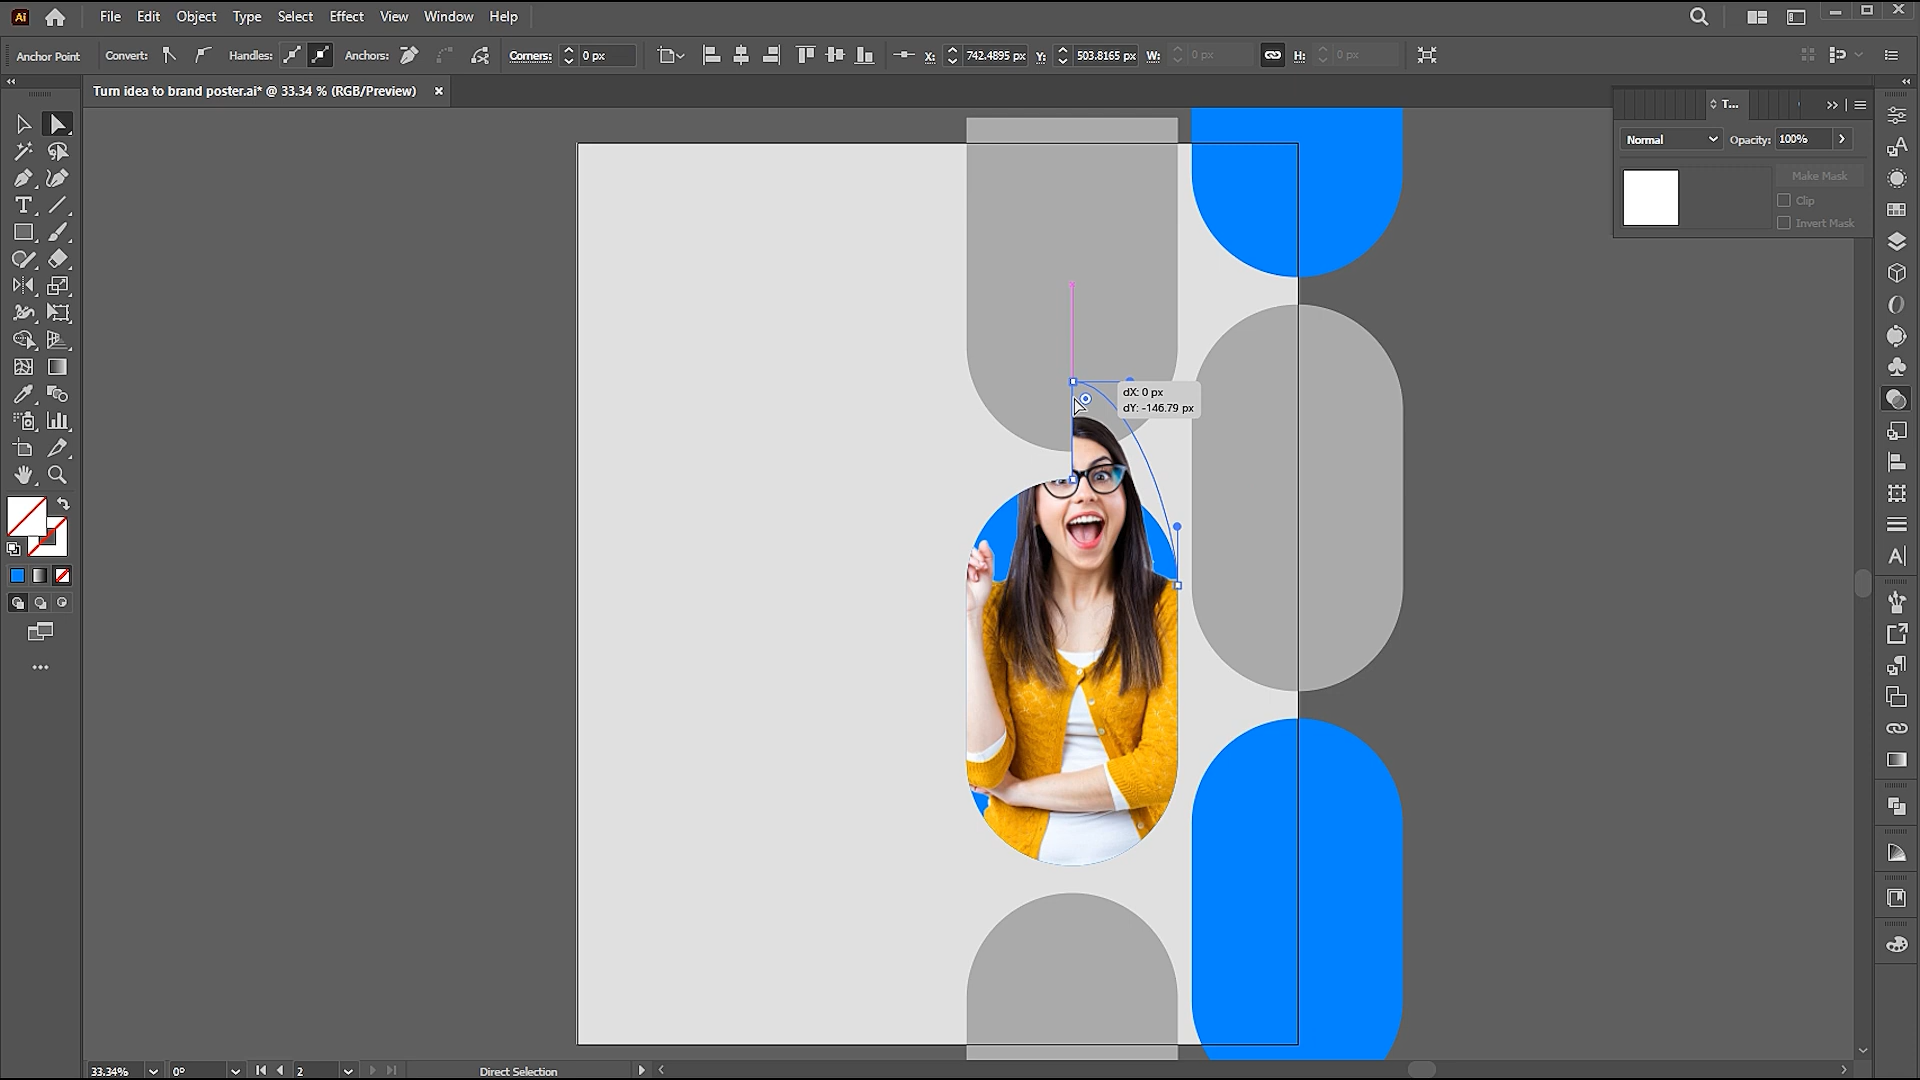 Ai File Edit Object Type Select Effect View Window Help
Anchor Point Convert: Handles: Anchors: Corners: 0 px X: 742.4895 px Y: 503.8165 px W: 0 px H: 0 px
Turn idea to brand poster.ai* @ 33.34 % (RGB/Preview) ×
T...
Normal Opacity: 100%
Make Mask
Clip
Invert Mask
dX: 0 px
dY: -146.79 px
33.34% 0° 2 Direct Selection